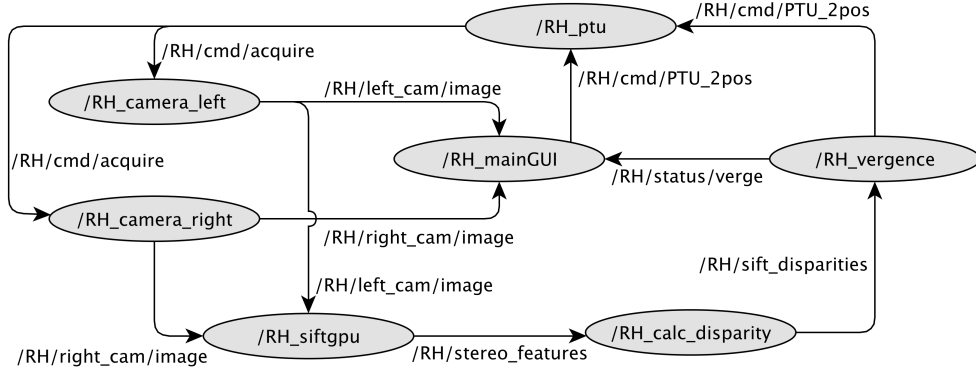 /RH/cmd/PTU_2pos
/RH_ptu
/RH/cmd/acquire
/RH/cmd/PTU_2pos
/RH/left_cam/image
/RH_camera_left
/RH/cmd/acquire
/RH_mainGUI
/RH_vergence
/RH/status/verge
/RH_camera_right
/RH/right_cam/image
/RH/sift_disparities
/RH/left_cam/image
/RH_siftgpu
/RH_calc_disparity
/RH/right_cam/image
/RH/stereo_features